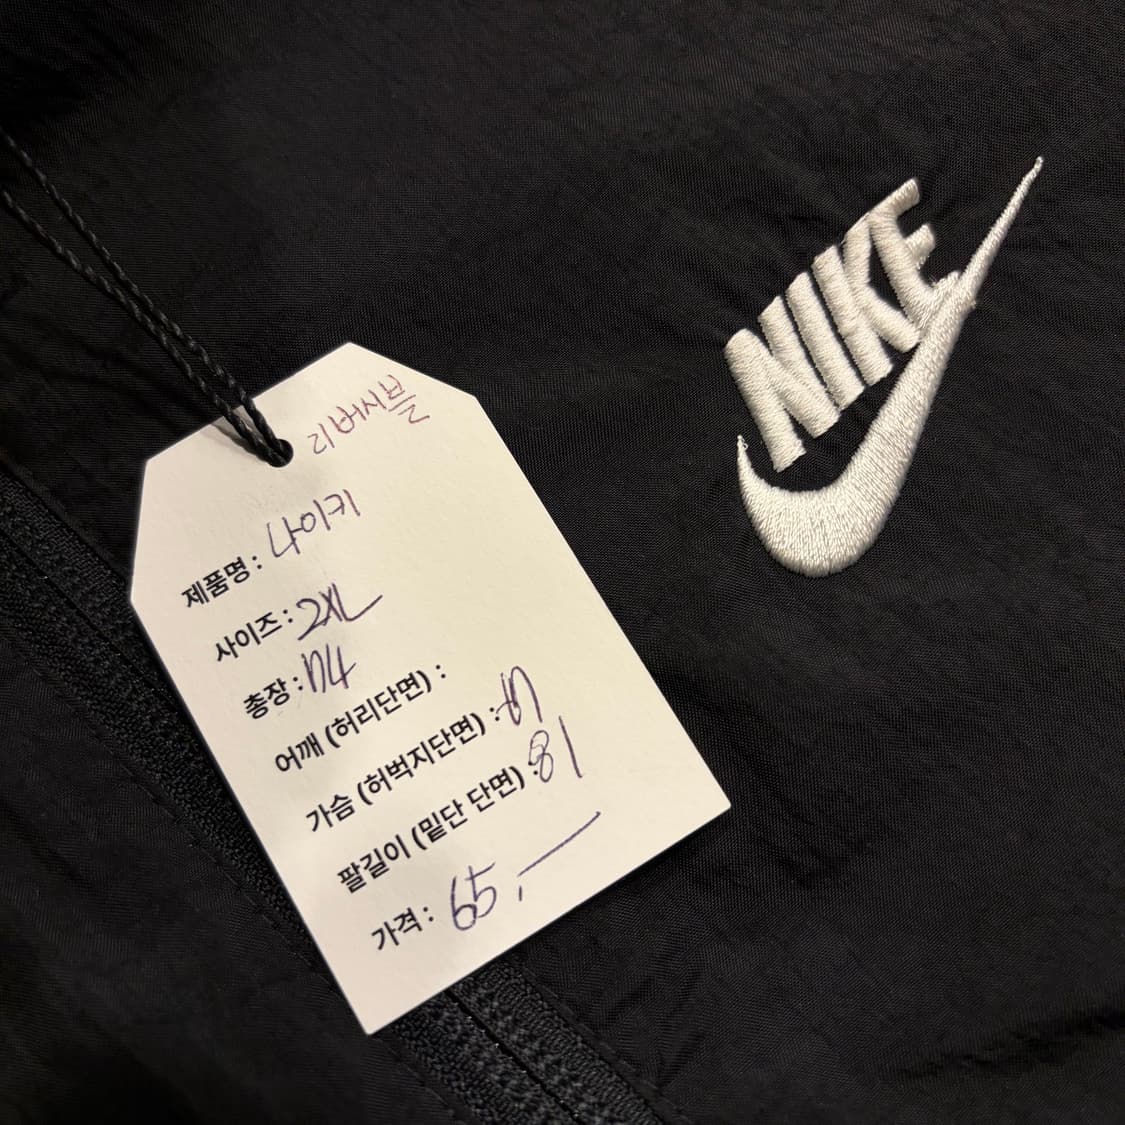 리버시블
제품명 : 나이키
사이즈 : 2XL
총장 : 74
어깨 (허리단면) :
가슴 (허벅지단면) :
팔길이 (밑단 단면) : 81
가격 : 65,—
NIKE